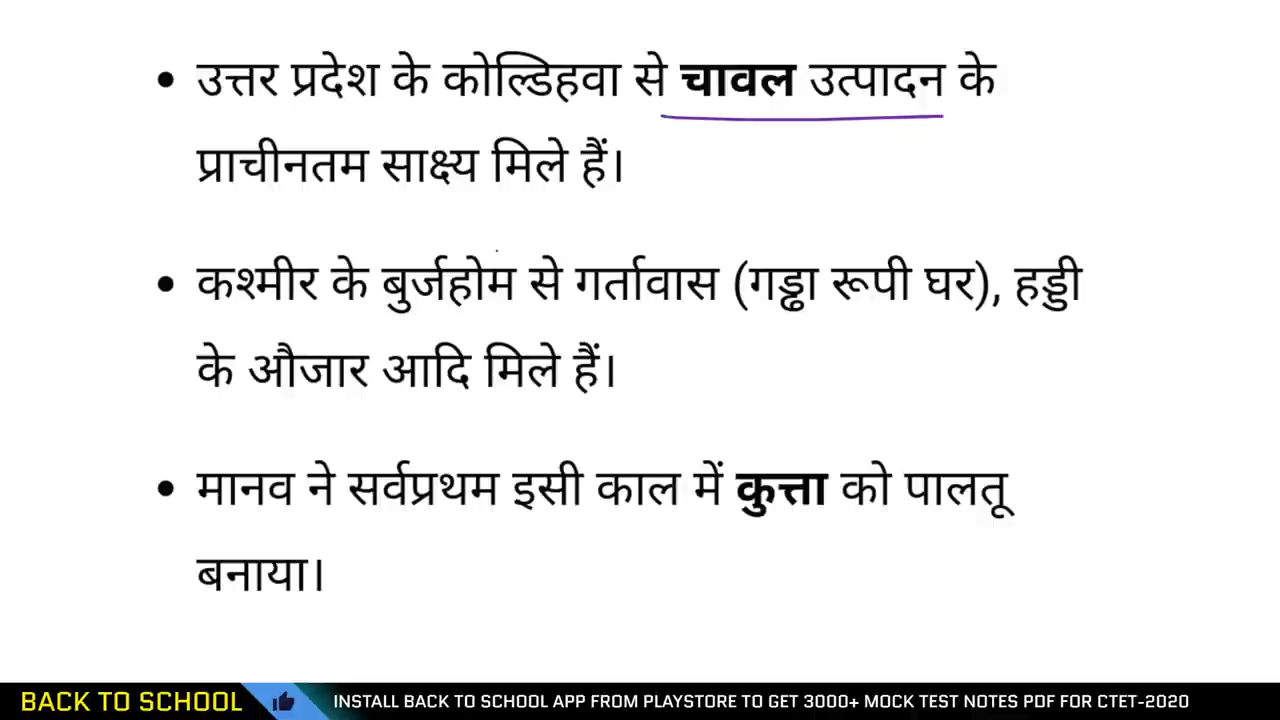 • उत्तर प्रदेश के कोल्डिहवा से चावल उत्पादन के
प्राचीनतम साक्ष्य मिले हैं।
• कश्मीर के बुर्जहोम से गर्तावास (गड्ढा रूपी घर), हड्डी
के औजार आदि मिले हैं।
• मानव ने सर्वप्रथम इसी काल में कुत्ता को पालतू
बनाया।
BACK TO SCHOOL INSTALL BACK TO SCHOOL APP FROM PLAYSTORE TO GET 3000+ MOCK TEST NOTES PDF FOR CTET-2020